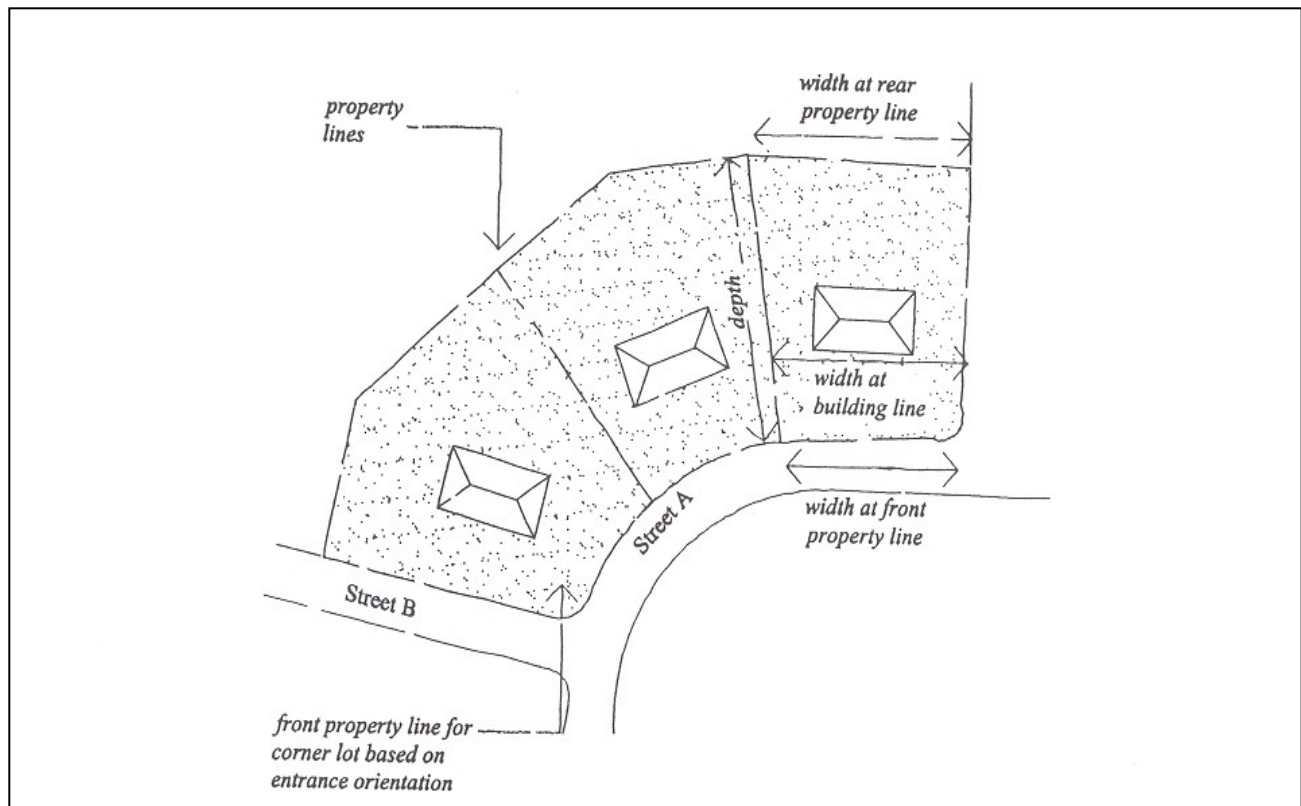 width at rear
property line
property
lines
depth
width at
building line
width at front
property line
Street A
Street B
front property line for
corner lot based on
entrance orientation